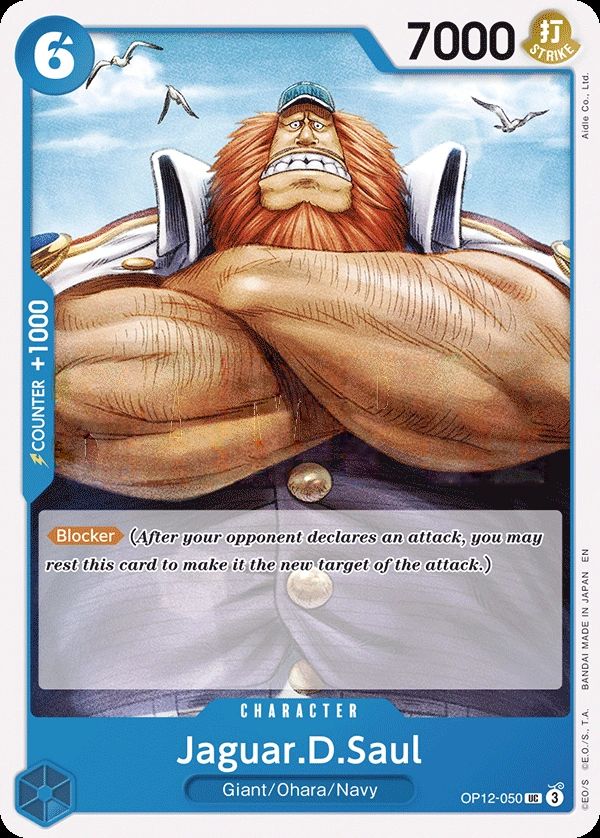 6
7000
打
STRIKE
MARINE
Aidle Co., Ltd.
COUNTER +1000
Blocker (After your opponent declares an attack, you may
rest this card to make it the new target of the attack.)
©EO/S ©E.O./S., T.A. BANDAI MADE IN JAPAN EN
CHARACTER
Jaguar.D.Saul
Giant/Ohara/Navy
OP12-050 UC 3